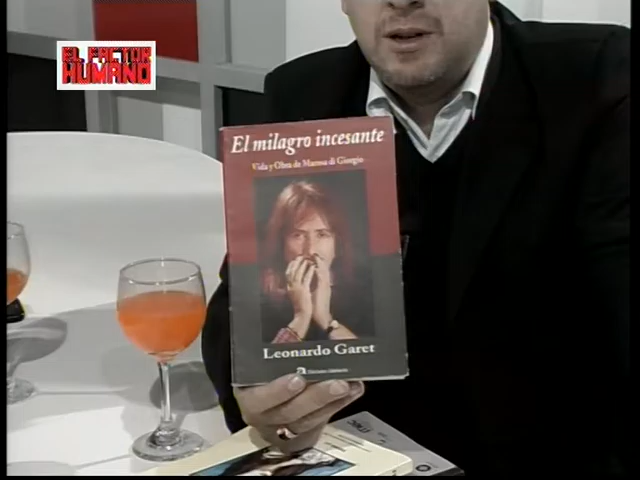 EL FACTOR
HUMANO
El milagro incesante
Vida y Obra de Marosa di Giorgio
Leonardo Garet